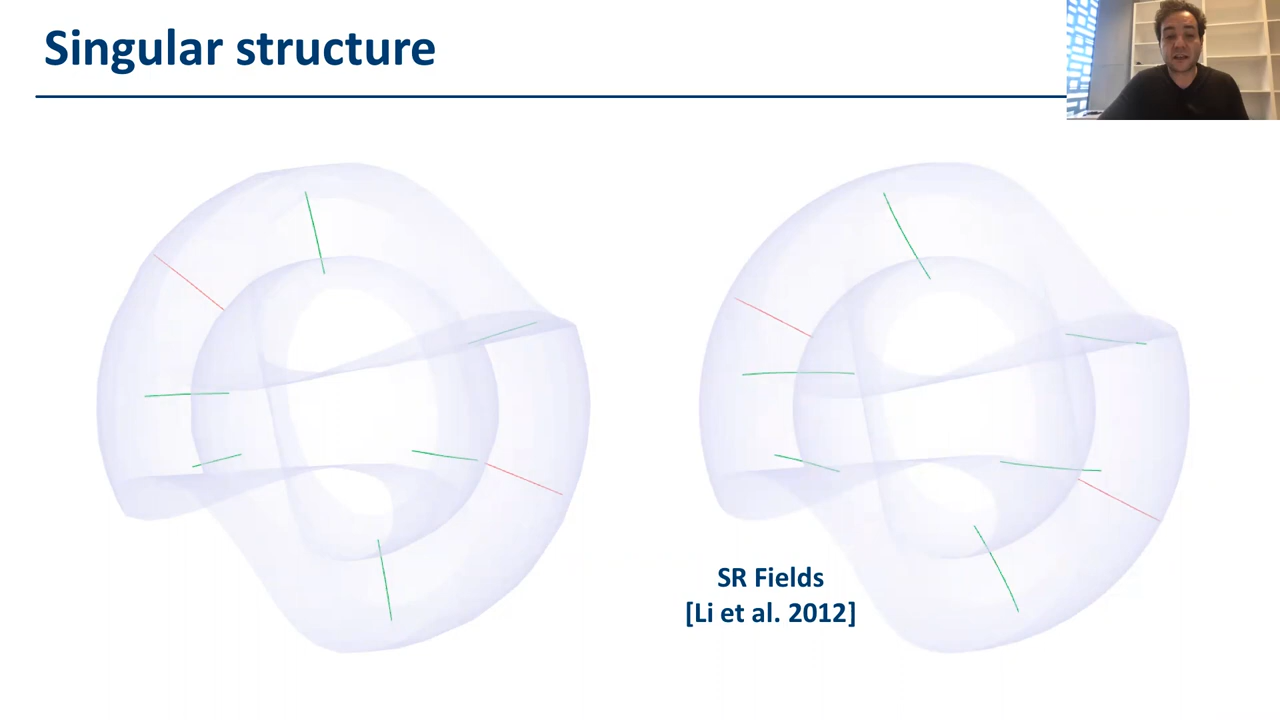 Singular structure
SR Fields
[Li et al. 2012]